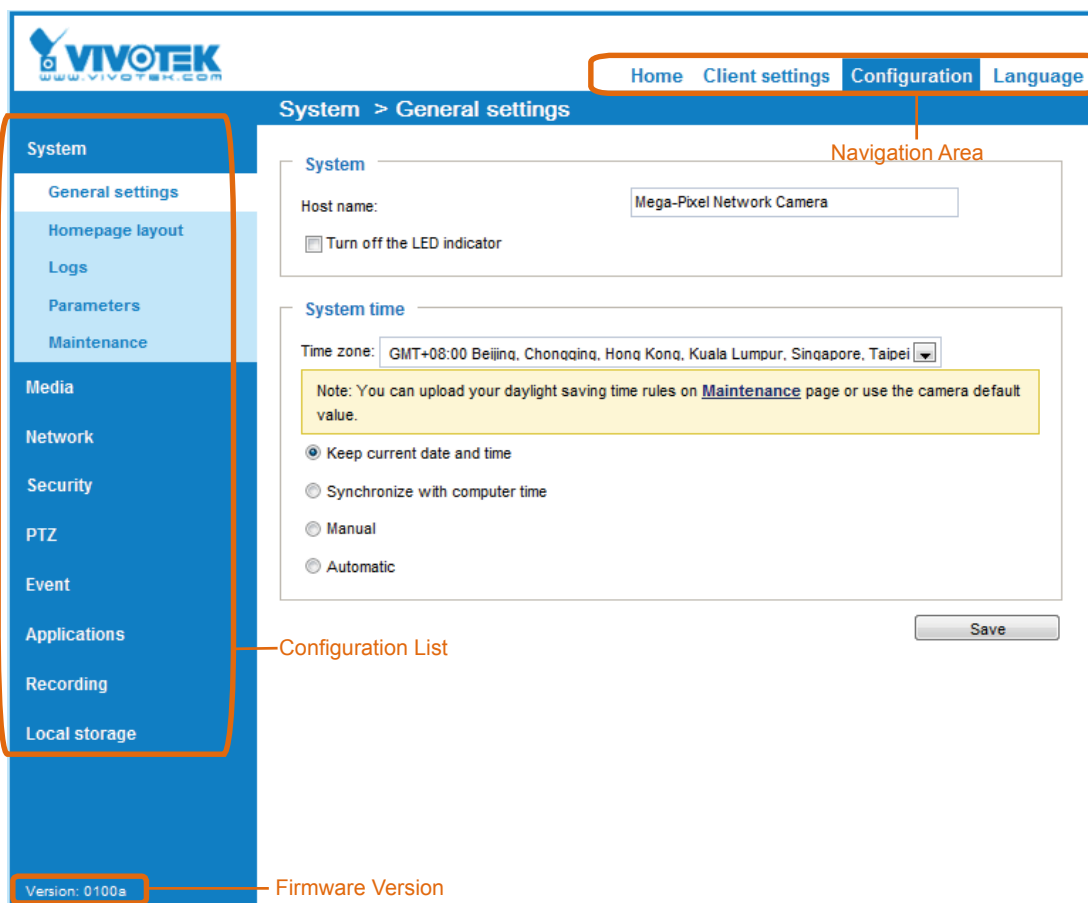 VIVOTEK
www.vivotek.com
Home Client settings Configuration Language
System > General settings
Navigation Area
System
General settings
Homepage layout
Logs
Parameters
Maintenance
Media
Network
Security
PTZ
Event
Applications
Recording
Local storage
Version: 0100a
System
Host name: Mega-Pixel Network Camera
Turn off the LED indicator
System time
Time zone: GMT+08:00 Beijing, Chongqing, Hong Kong, Kuala Lumpur, Singapore, Taipei
Note: You can upload your daylight saving time rules on Maintenance page or use the camera default
value.
Keep current date and time
Synchronize with computer time
Manual
Automatic
Save
Configuration List
Firmware Version